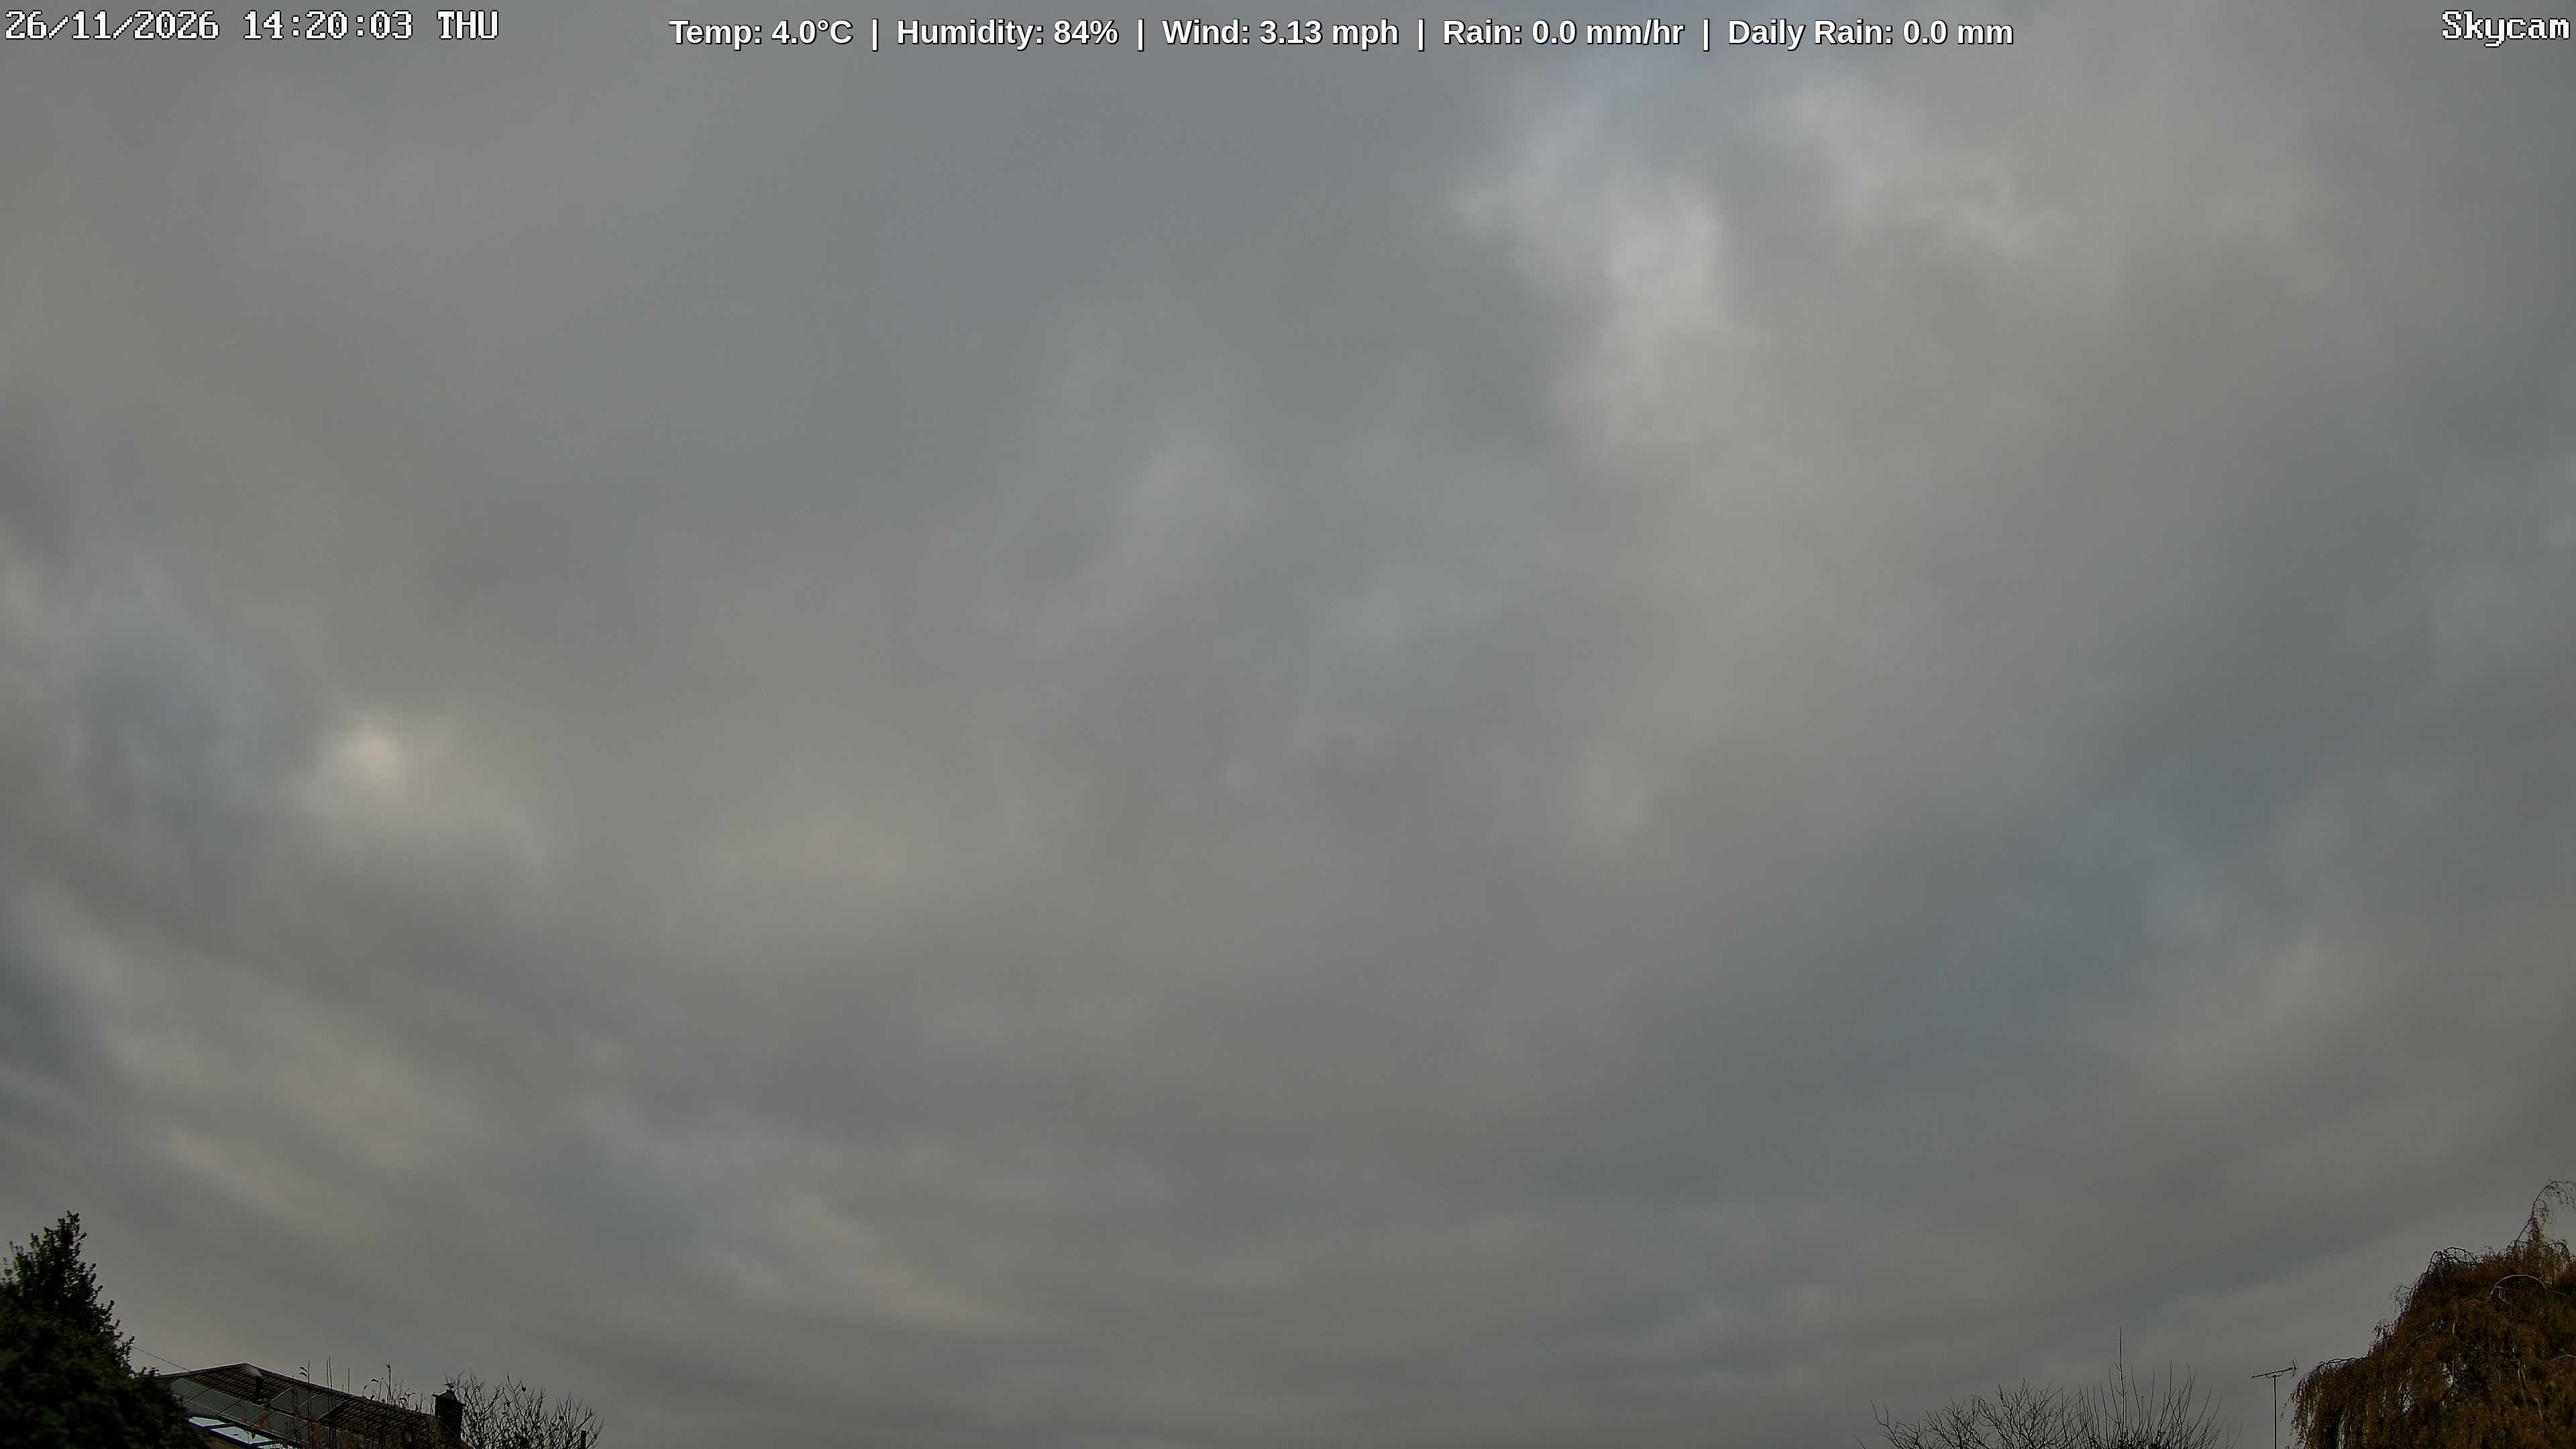 26/11/2026 14:20:03 THU
Temp: 4.0°C | Humidity: 84% | Wind: 3.13 mph | Rain: 0.0 mm/hr | Daily Rain: 0.0 mm
Skycam